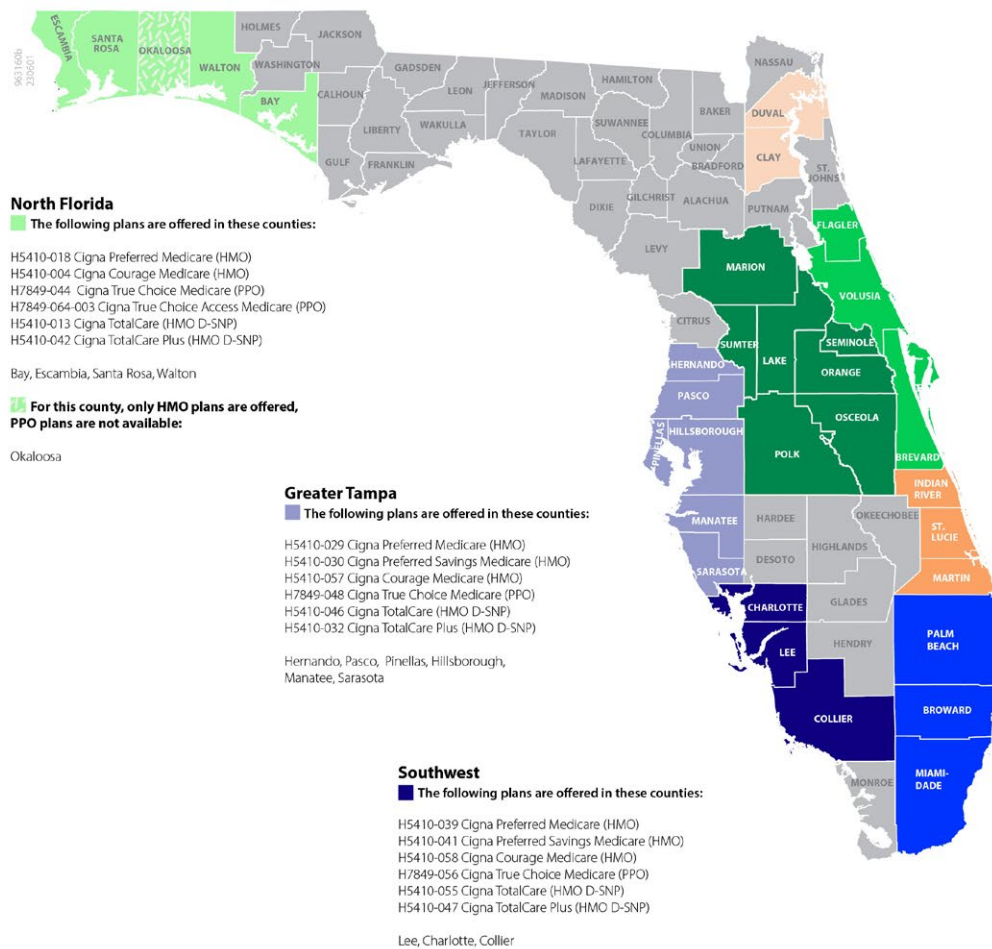 963160b
230601
ESCAMBIA
SANTA
ROSA
OKALOOSA
WALTON
HOLMES
WASHINGTON
BAY
JACKSON
CALHOUN
GULF
GADSDEN
LIBERTY
FRANKLIN
LEON
WAKULLA
JEFFERSON
MADISON
TAYLOR
HAMILTON
SUWANNEE
LAFAYETTE
DIXIE
COLUMBIA
GILCHRIST
LEVY
BAKER
UNION
BRADFORD
ALACHUA
NASSAU
DUVAL
CLAY
PUTNAM
ST.
JOHNS
FLAGLER
VOLUSIA
MARION
CITRUS
SUMTER
LAKE
SEMINOLE
ORANGE
HERNANDO
PASCO
PINELLAS
HILLSBOROUGH
POLK
OSCEOLA
BREVARD
INDIAN
RIVER
MANATEE
HARDEE
OKEECHOBEE
ST.
LUCIE
SARASOTA
DESOTO
HIGHLANDS
MARTIN
CHARLOTTE
GLADES
LEE
HENDRY
PALM
BEACH
COLLIER
BROWARD
MONROE
MIAMI-
DADE
North Florida
The following plans are offered in these counties:
H5410-018 Cigna Preferred Medicare (HMO)
H5410-004 Cigna Courage Medicare (HMO)
H7849-044 Cigna True Choice Medicare (PPO)
H7849-064-003 Cigna True Choice Access Medicare (PPO)
H5410-013 Cigna TotalCare (HMO D-SNP)
H5410-042 Cigna TotalCare Plus (HMO D-SNP)
Bay, Escambia, Santa Rosa, Walton
For this county, only HMO plans are offered,
PPO plans are not available:
Okaloosa
Greater Tampa
The following plans are offered in these counties:
H5410-029 Cigna Preferred Medicare (HMO)
H5410-030 Cigna Preferred Savings Medicare (HMO)
H5410-057 Cigna Courage Medicare (HMO)
H7849-048 Cigna True Choice Medicare (PPO)
H5410-046 Cigna TotalCare (HMO D-SNP)
H5410-032 Cigna TotalCare Plus (HMO D-SNP)
Hernando, Pasco, Pinellas, Hillsborough,
Manatee, Sarasota
Southwest
The following plans are offered in these counties:
H5410-039 Cigna Preferred Medicare (HMO)
H5410-041 Cigna Preferred Savings Medicare (HMO)
H5410-058 Cigna Courage Medicare (HMO)
H7849-056 Cigna True Choice Medicare (PPO)
H5410-055 Cigna TotalCare (HMO D-SNP)
H5410-047 Cigna TotalCare Plus (HMO D-SNP)
Lee, Charlotte, Collier